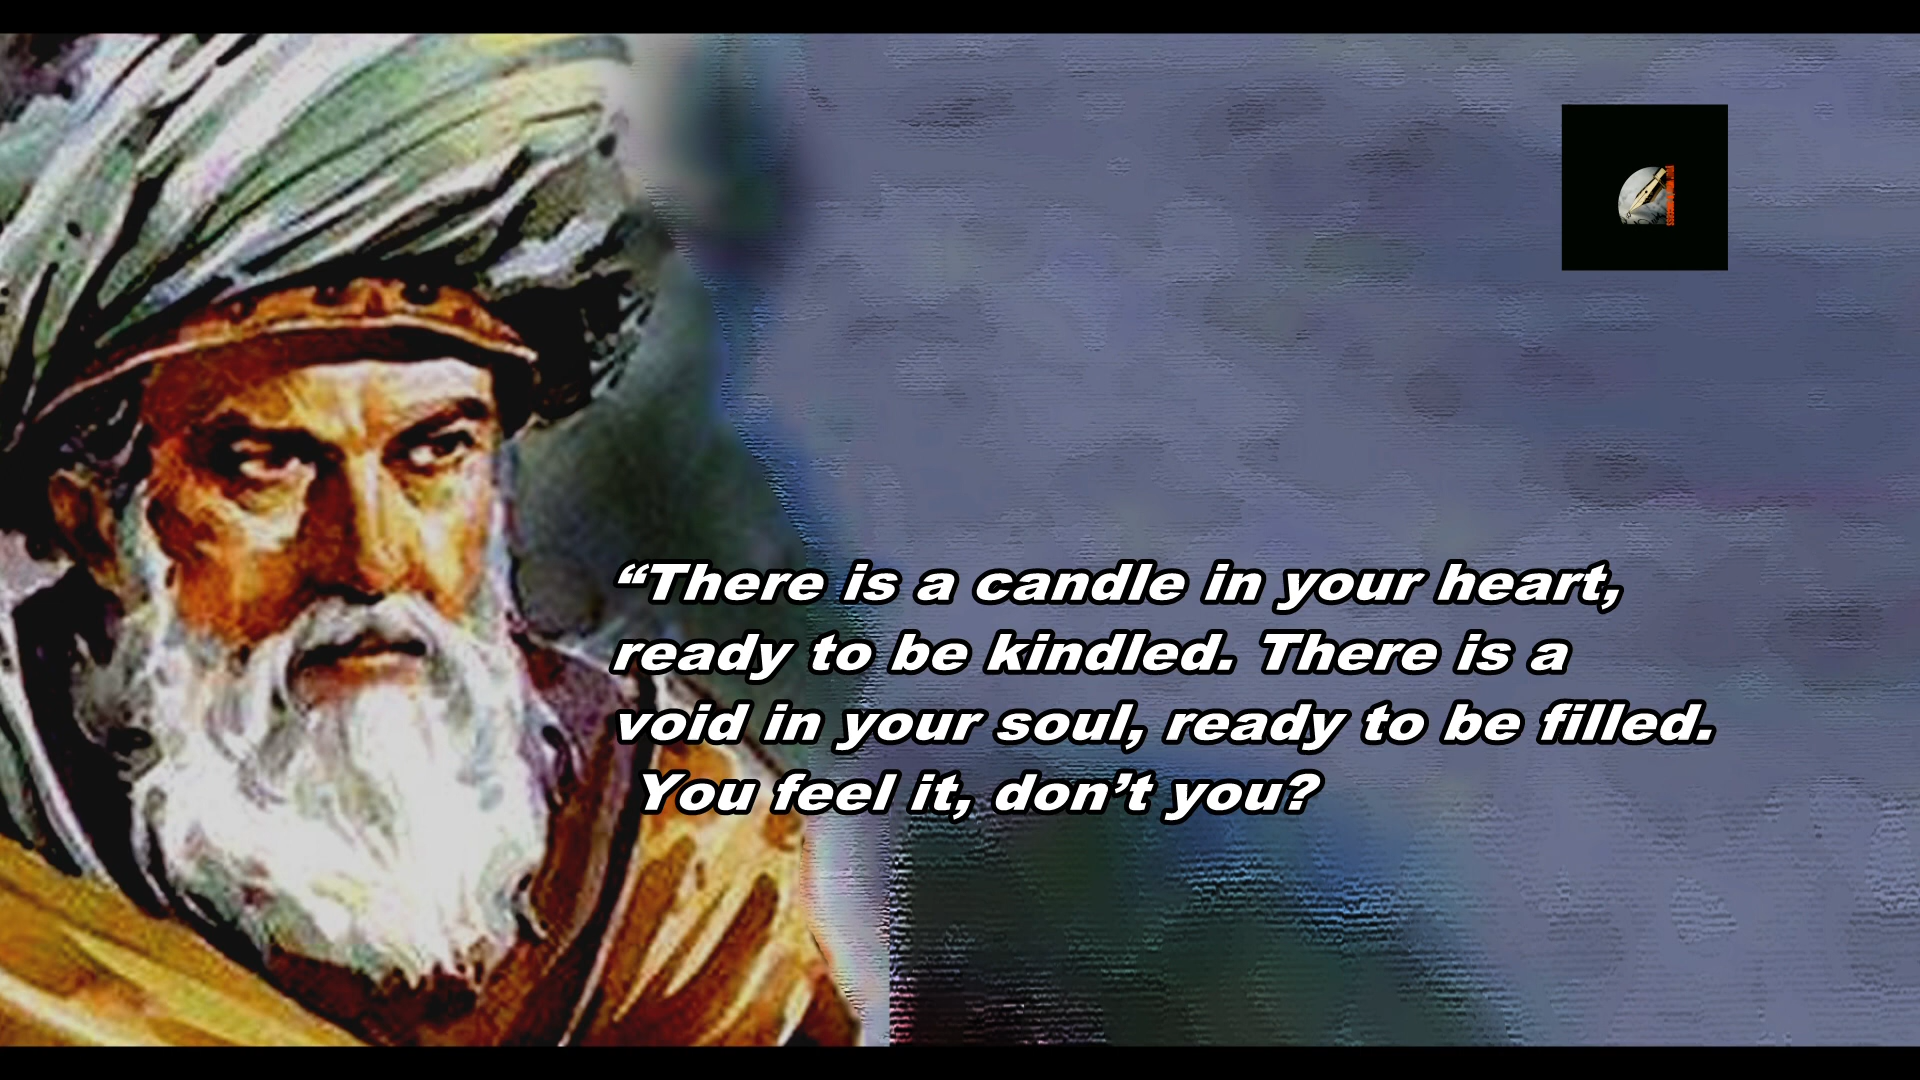 “There is a candle in your heart,
ready to be kindled. There is a
void in your soul, ready to be filled.
You feel it, don’t you?